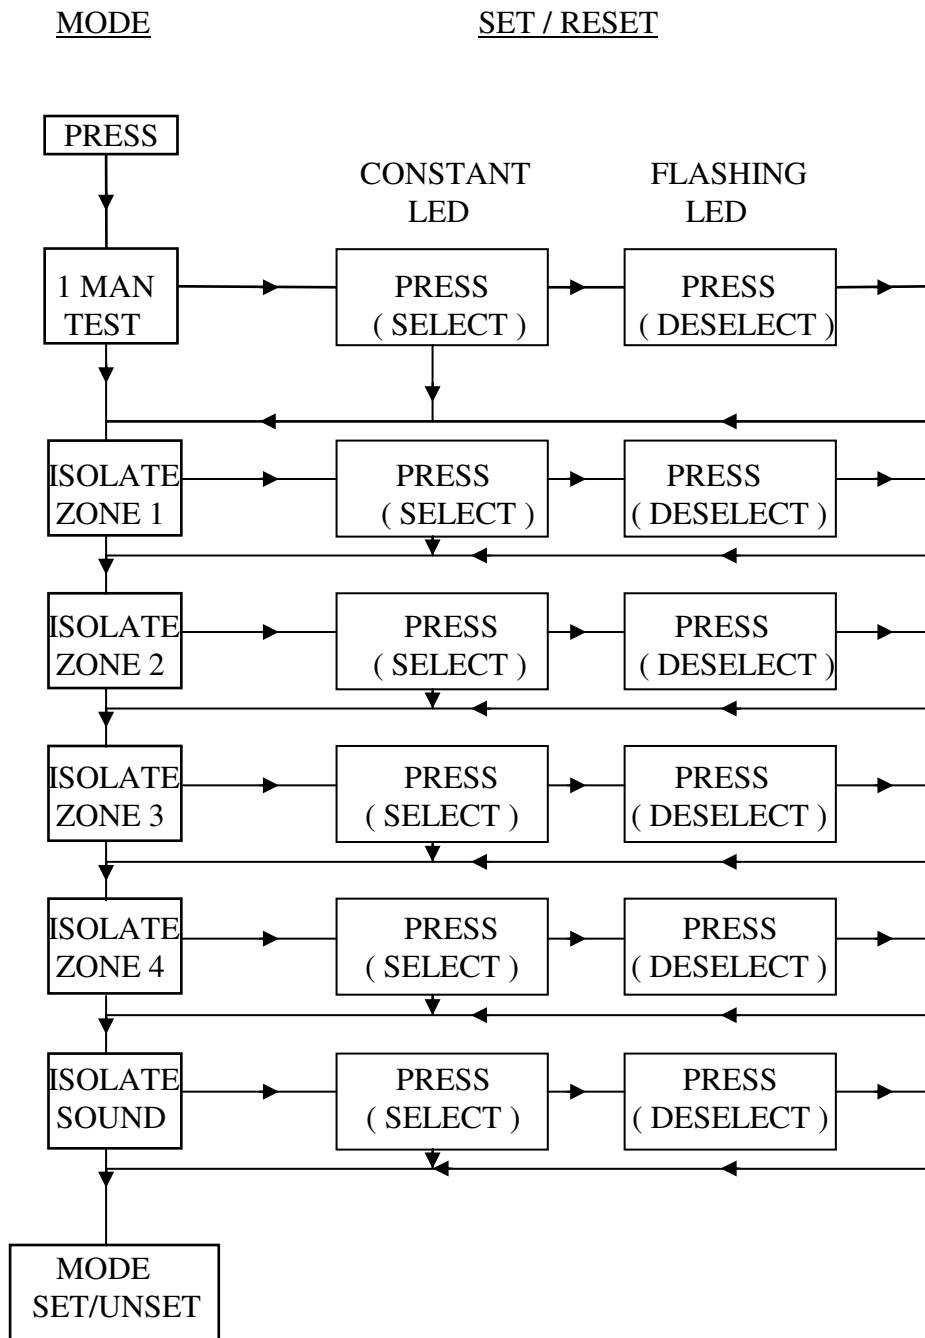 MODE
SET / RESET
PRESS
CONSTANT
LED
FLASHING
LED
1 MAN
TEST
PRESS
( SELECT )
PRESS
( DESELECT )
ISOLATE
ZONE 1
PRESS
( SELECT )
PRESS
( DESELECT )
ISOLATE
ZONE 2
PRESS
( SELECT )
PRESS
( DESELECT )
ISOLATE
ZONE 3
PRESS
( SELECT )
PRESS
( DESELECT )
ISOLATE
ZONE 4
PRESS
( SELECT )
PRESS
( DESELECT )
ISOLATE
SOUND
PRESS
( SELECT )
PRESS
( DESELECT )
MODE
SET/UNSET